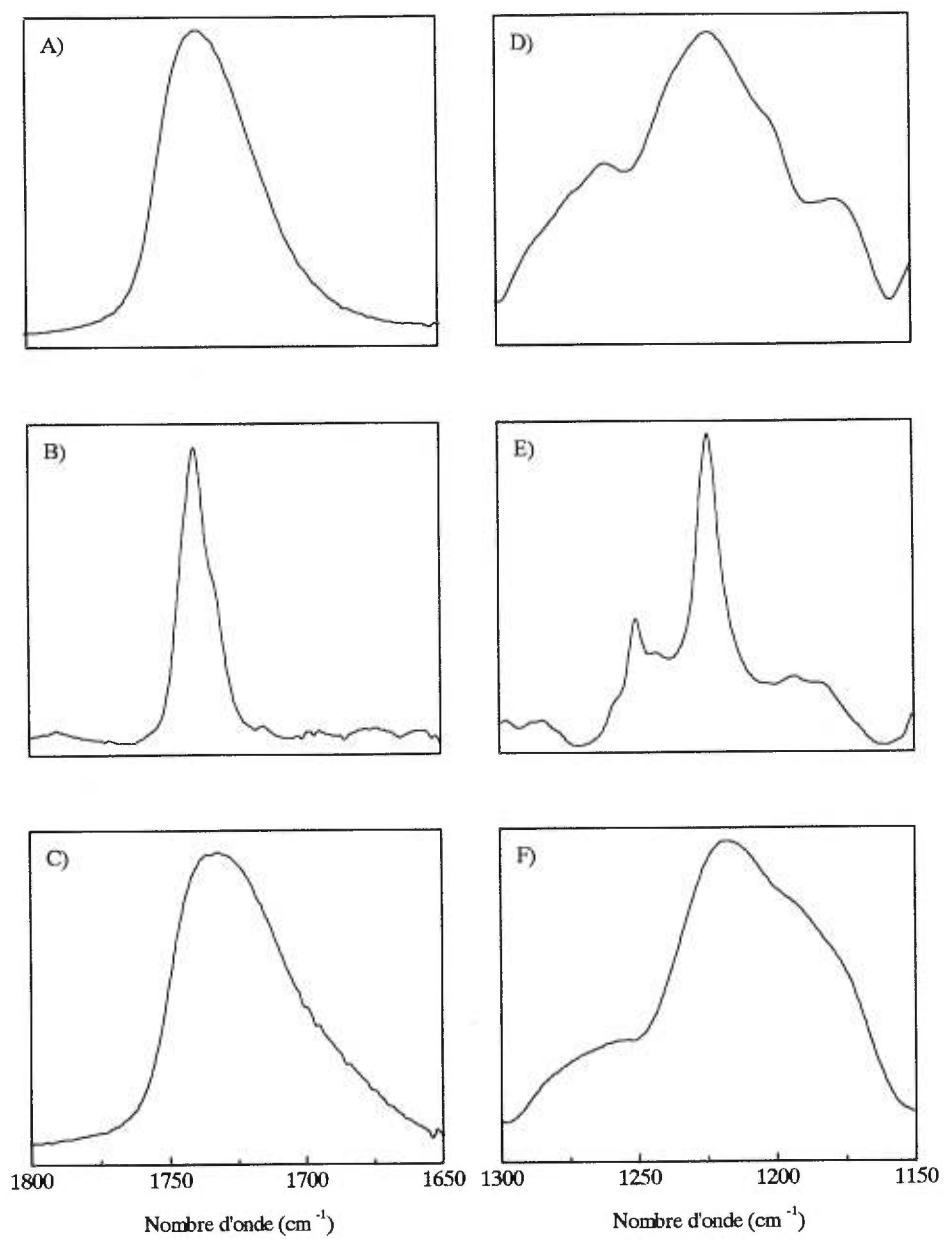 A)
D)
B)
E)
C)
F)
1800 1750 1700 1650
1300 1250 1200 1150
Nombre d'onde (cm -1)
Nombre d'onde (cm -1)